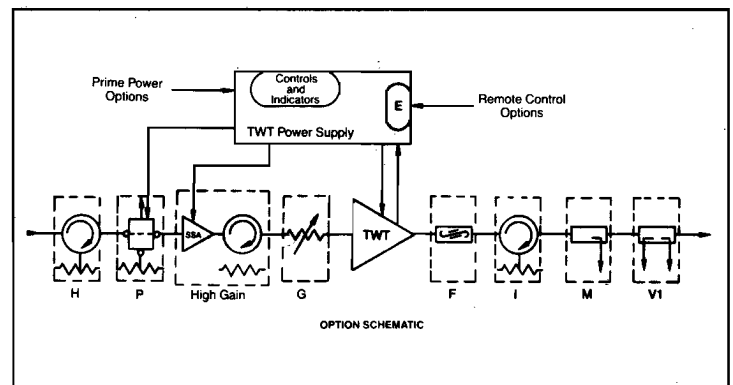 Prime Power
Options
Controls
and
Indicators
E
TWT Power Supply
Remote Control
Options
SSA
TWT
H
P
High Gain
G
F
I
M
V1
OPTION SCHEMATIC